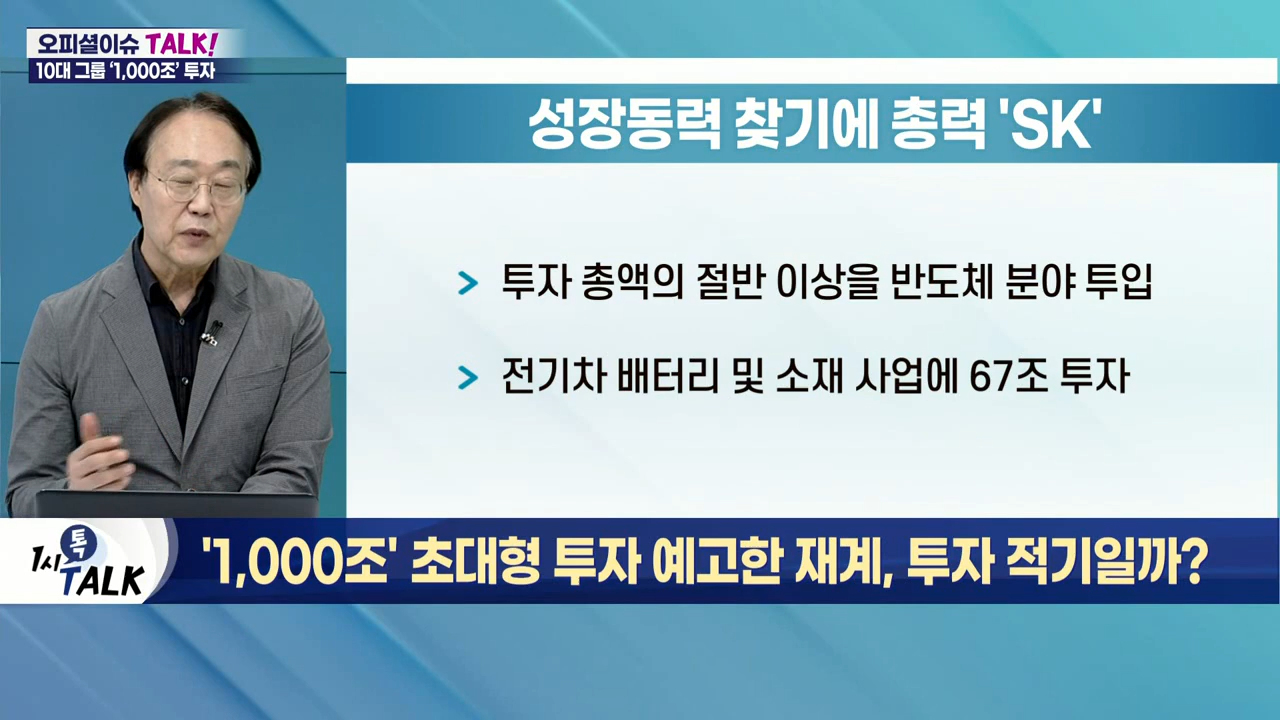 오피셜이슈 TALK!
10대 그룹 '1,000조' 투자
성장동력 찾기에 총력 'SK'
> 투자 총액의 절반 이상을 반도체 분야 투입
> 전기차 배터리 및 소재 사업에 67조 투자
1시 톡 TALK
'1,000조' 초대형 투자 예고한 재계, 투자 적기일까?